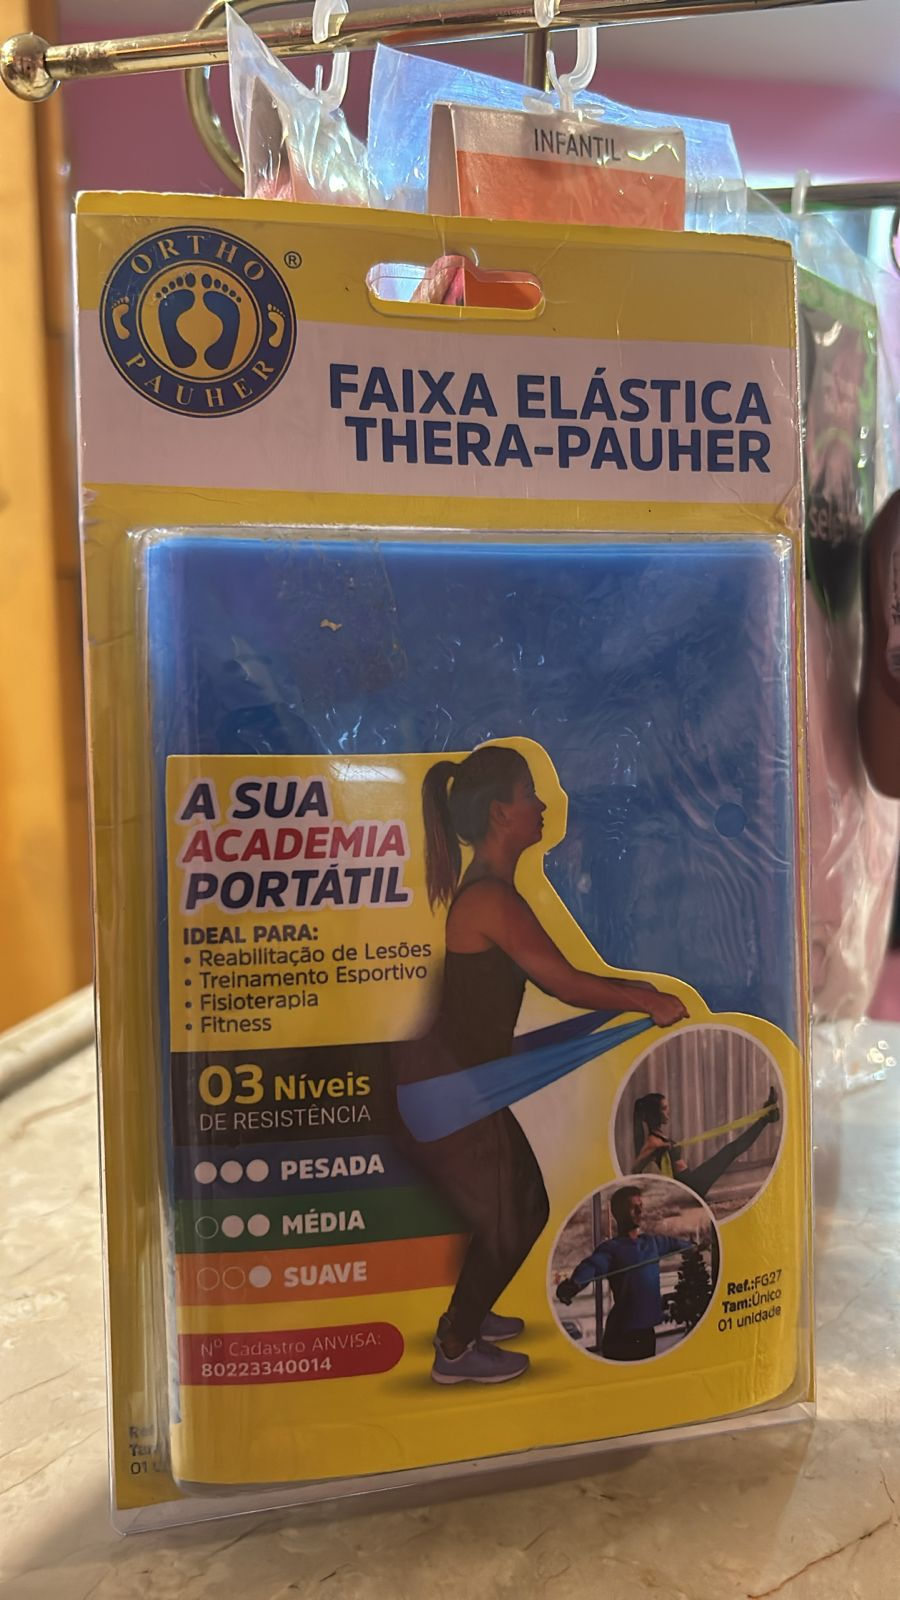 INFANTIL
ORTHO
PAUHER
®
FAIXA ELÁSTICA
THERA-PAUHER
A SUA
ACADEMIA
PORTÁTIL
IDEAL PARA:
• Reabilitação de Lesões
• Treinamento Esportivo
• Fisioterapia
• Fitness
03 Níveis
DE RESISTÊNCIA
PESADA
MÉDIA
SUAVE
Ref.:FG27
Tam:Único
01 unidade
Nº Cadastro ANVISA:
80223340014
01